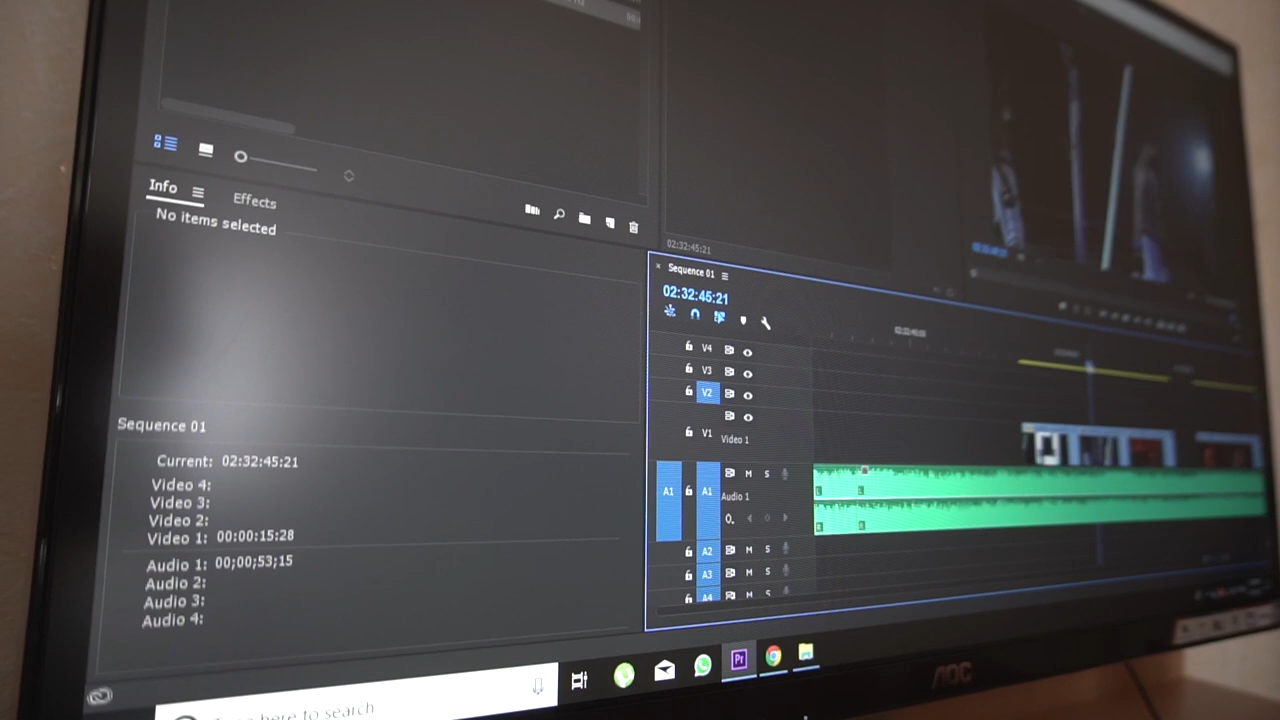 Info
Effects
No items selected
02:32:45:21
Sequence 01
02:32:45:21
V4
V3
V2
V1
Video 1
A1
A1
M
S
Audio 1
A2
M
S
A3
M
S
A4
M
S
Sequence 01
Current: 02:32:45:21
Video 4:
Video 3:
Video 2:
Video 1: 00:00:15:28
Audio 1: 00;00;53;15
Audio 2:
Audio 3:
Audio 4:
Pr
here to search
AOC